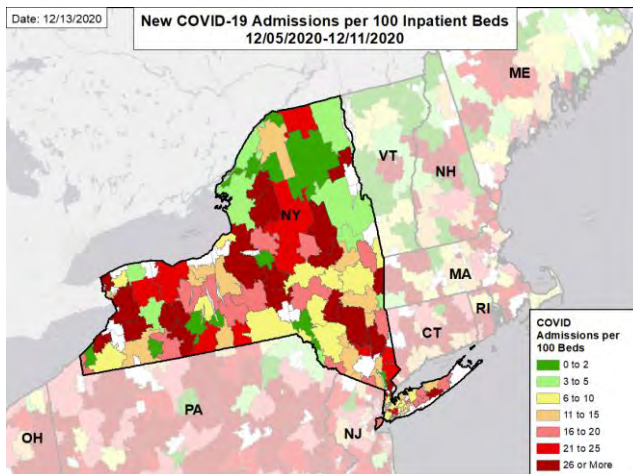 Date: 12/13/2020
New COVID-19 Admissions per 100 Inpatient Beds
12/05/2020-12/11/2020
ME
VT
NH
NY
MA
CT
RI
PA
OH
NJ
COVID
Admissions per
100 Beds
0 to 2
3 to 5
6 to 10
11 to 15
16 to 20
21 to 25
26 or More